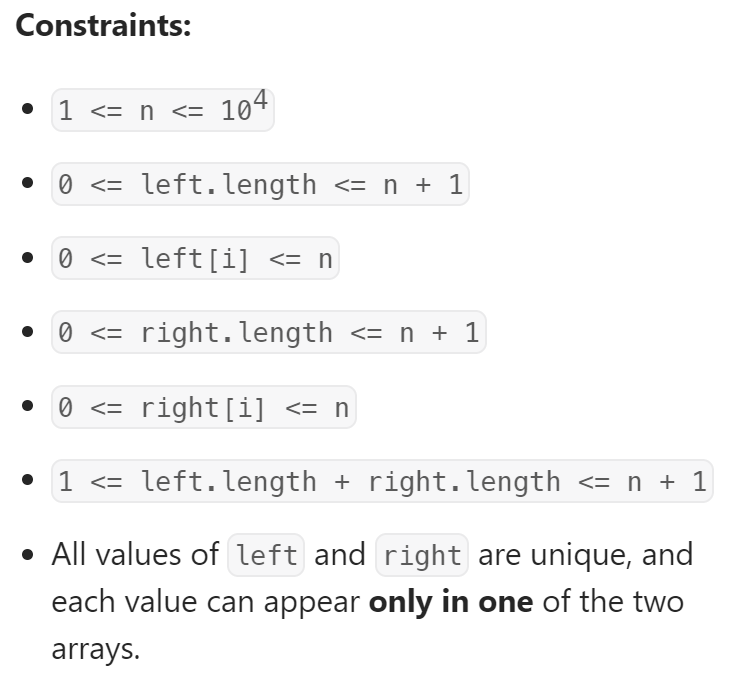 Constraints:
• 1 <= n <= 10⁴
• 0 <= left.length <= n + 1
• 0 <= left[i] <= n
• 0 <= right.length <= n + 1
• 0 <= right[i] <= n
• 1 <= left.length + right.length <= n + 1
• All values of left and right are unique, and
each value can appear only in one of the two
arrays.